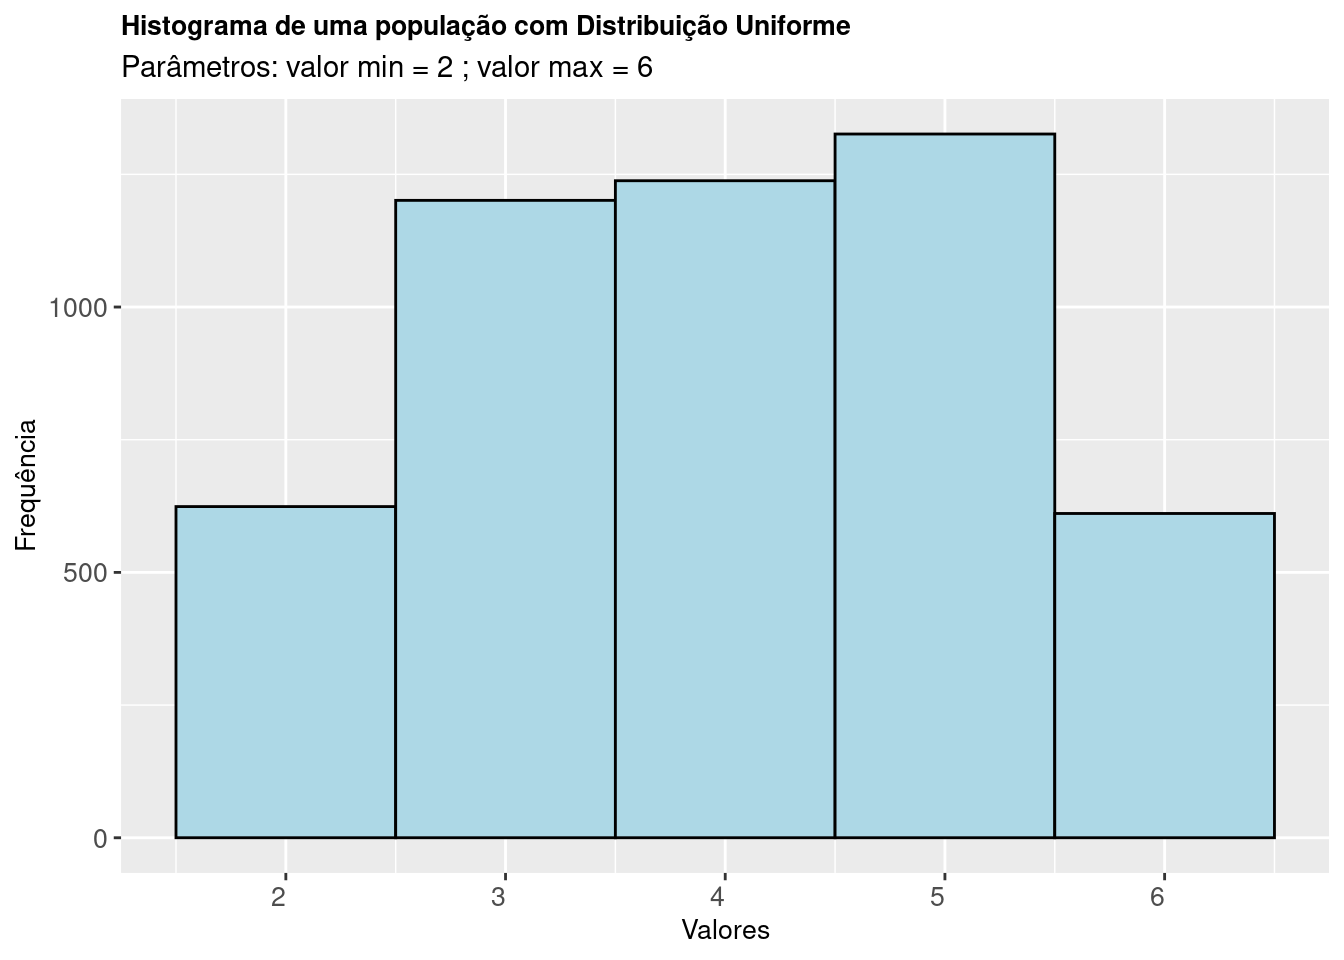 Histograma de uma população com Distribuição Uniforme
Parâmetros: valor min = 2 ; valor max = 6
Frequência
1000
500
0
2 3 4 5 6
Valores